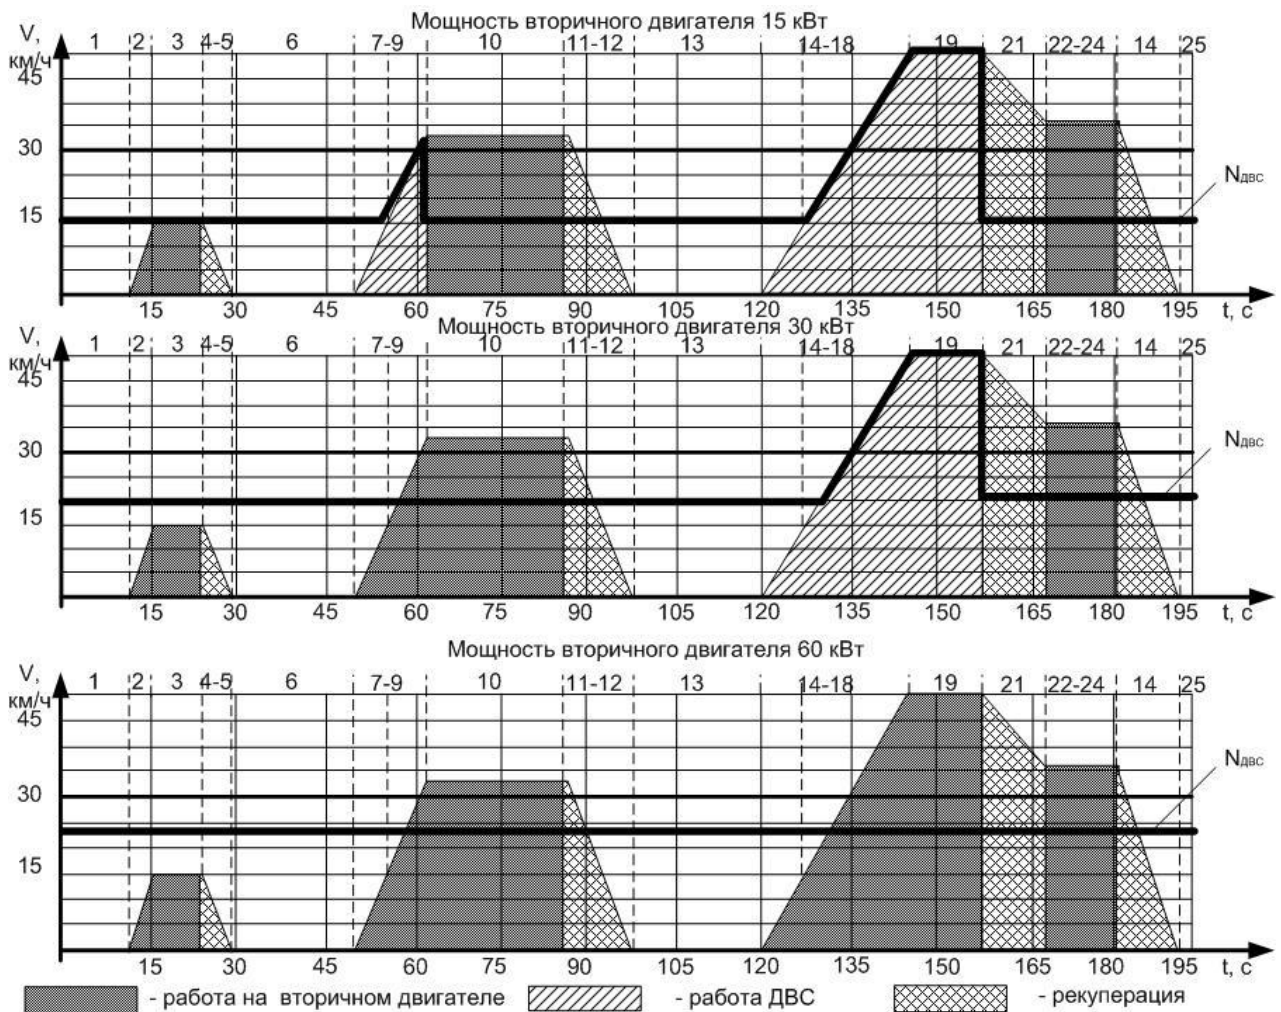 Мощность вторичного двигателя 15 кВт
V, км/ч
1 2 3 4-5 6 7-9 10 11-12 13 14-18 19 21 22-24 14 25
45
30
15
Nдвс
15 30 45 60 75 90 105 120 135 150 165 180 195 t, с
Мощность вторичного двигателя 30 кВт
V, км/ч
1 2 3 4-5 6 7-9 10 11-12 13 14-18 19 21 22-24 14 25
45
30
15
Nдвс
15 30 45 60 75 90 105 120 135 150 165 180 195 t, с
Мощность вторичного двигателя 60 кВт
V, км/ч
1 2 3 4-5 6 7-9 10 11-12 13 14-18 19 21 22-24 14 25
45
30
15
Nдвс
15 30 45 60 75 90 105 120 135 150 165 180 195 t, с
- работа на вторичном двигателе - работа ДВС - рекуперация